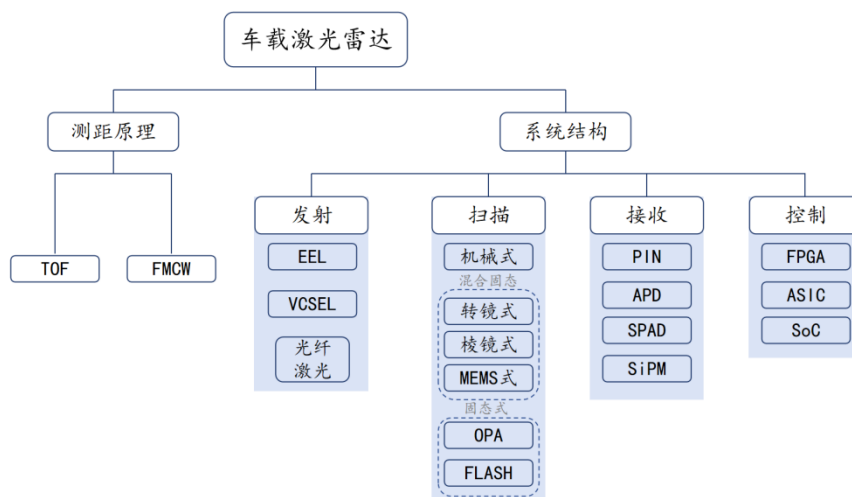 车载激光雷达
测距原理
系统结构
TOF
FMCW
发射
EEL
VCSEL
光纤
激光
扫描
机械式
混合固态
转镜式
棱镜式
MEMS式
固态式
OPA
FLASH
接收
PIN
APD
SPAD
SiPM
控制
FPGA
ASIC
SoC